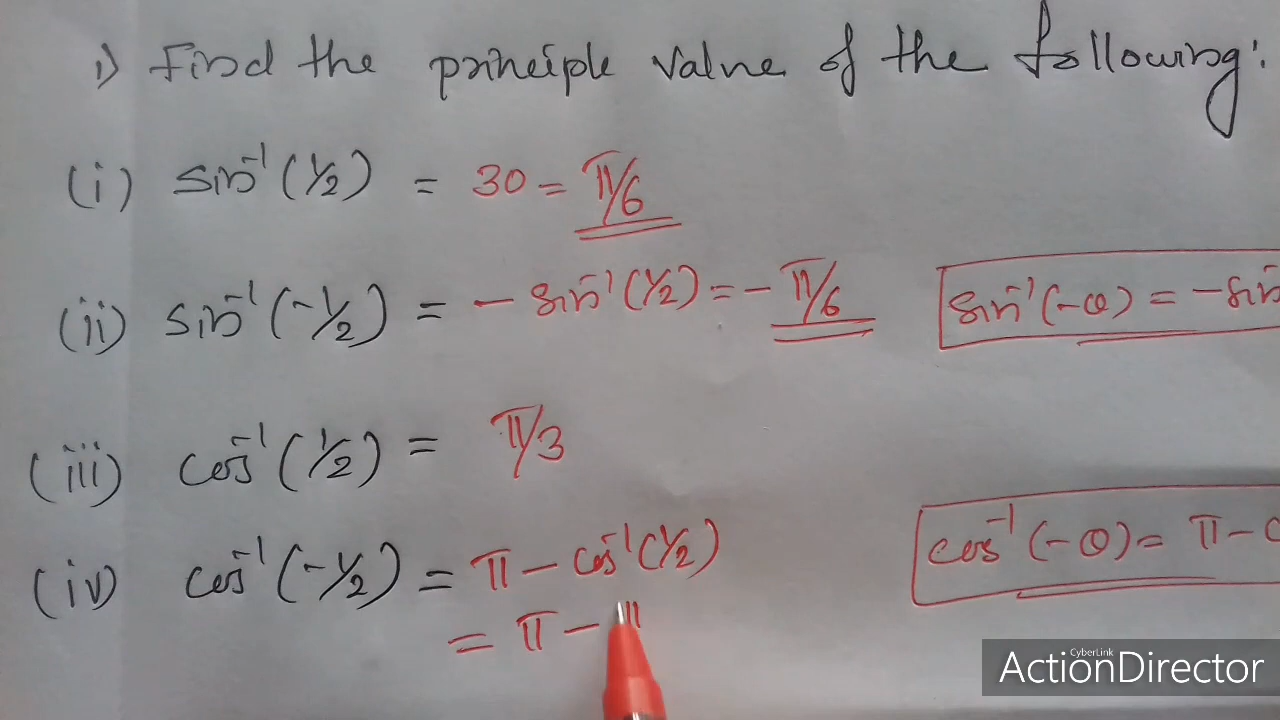 1) Find the principle value of the following:
(i) sin⁻¹(1/2) = 30 = π/6
(ii) sin⁻¹(-1/2) = - sin⁻¹(1/2) = - π/6
sin⁻¹(-θ) = - sin⁻
(iii) cos⁻¹(1/2) = π/3
(iv) cos⁻¹(-1/2) = π - cos⁻¹(1/2)
cos⁻¹(-θ) = π - c
= π - π
CyberLink
ActionDirector